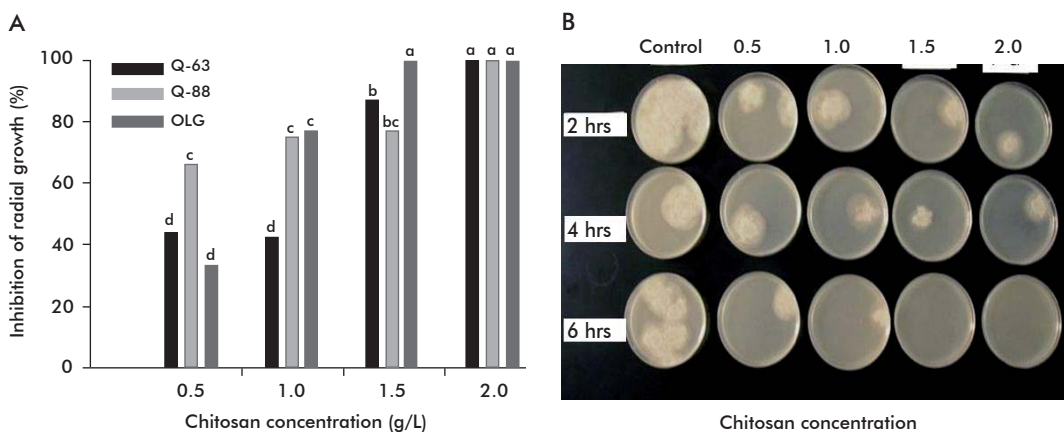 A
Inhibition of radial growth (%)
100
80
60
40
20
0
Q-63
Q-88
OLG
d
c
d
d
c
c
b
bc
a
a
a
a
0.5
1.0
1.5
2.0
Chitosan concentration (g/L)
B
Control
0.5
1.0
1.5
2.0
2 hrs
4 hrs
6 hrs
Chitosan concentration